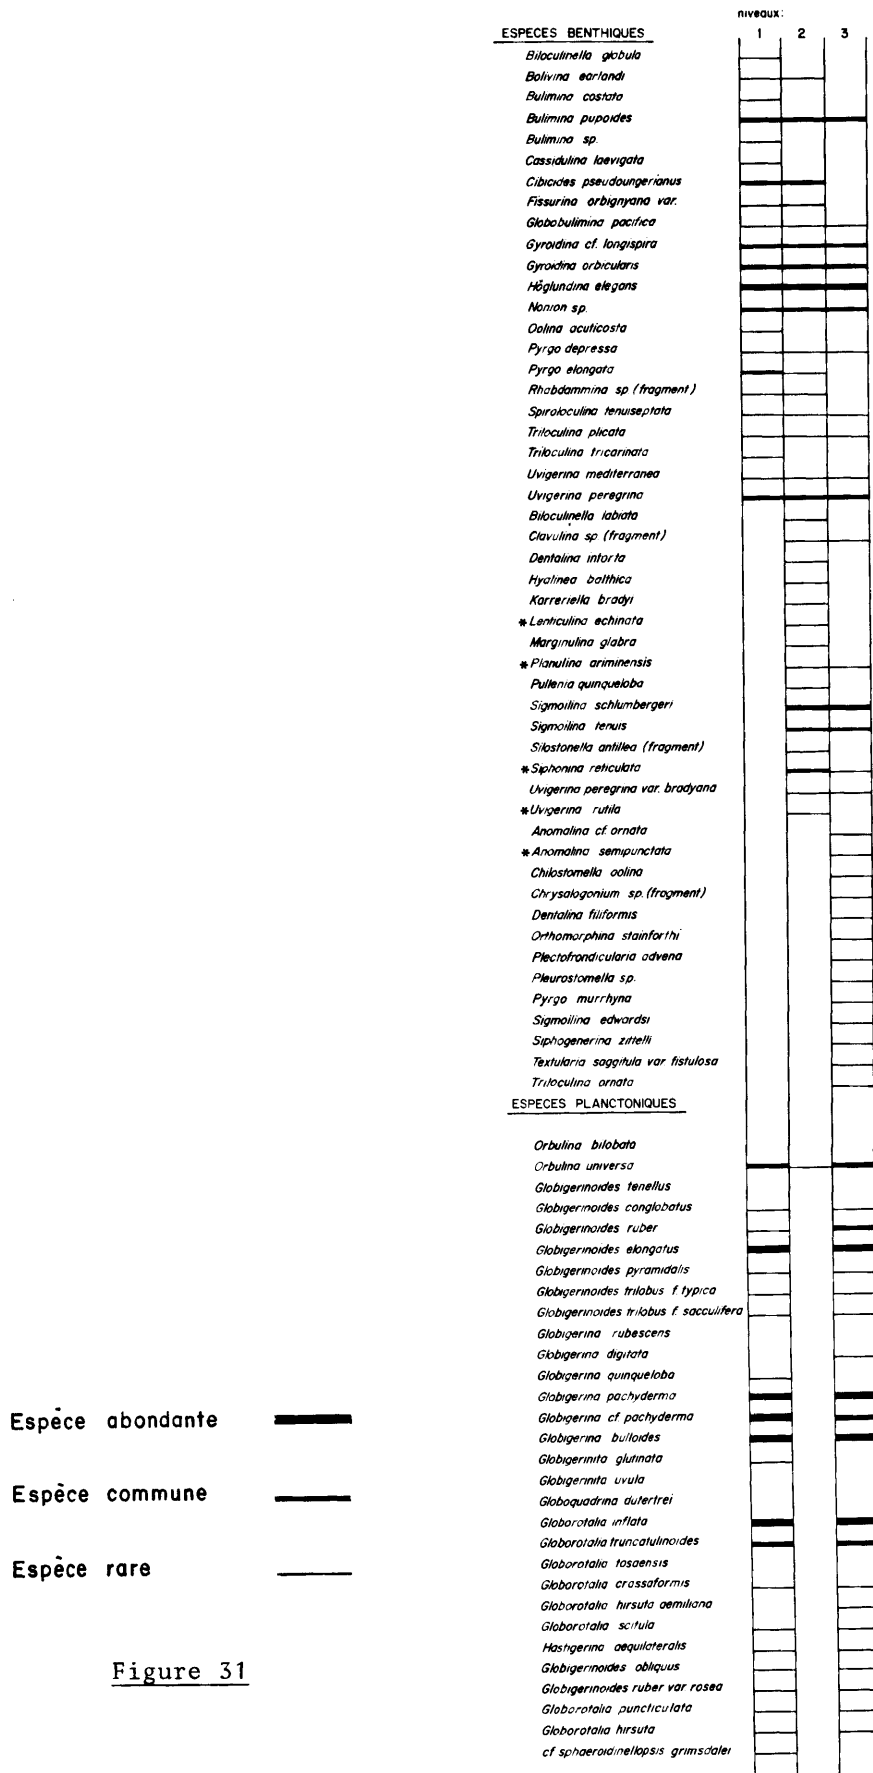 niveaux:
ESPECES BENTHIQUES 1 2 3
Biloculinella globula
Bolivina earlandi
Bulimina costata
Bulimina pupoides
Bulimina sp.
Cassidulina laevigata
Cibicides pseudoungerianus
Fissurina orbignyana var.
Globobulimina pacifica
Gyroidina cf. longispira
Gyroidina orbicularis
Höglundina elegans
Nonion sp.
Oolina acuticosta
Pyrgo depressa
Pyrgo elongata
Rhabdammina sp (fragment)
Spiroloculina tenuiseptata
Triloculina plicata
Triloculina tricarinata
Uvigerina mediterranea
Uvigerina peregrina
Biloculinella labiata
Clavulina sp (fragment)
Dentalina intorta
Hyalinea balthica
Karreriella bradyi
* Lenticulina echinata
Marginulina glabra
* Planulina ariminensis
Pullenia quinqueloba
Sigmoilina schlumbergeri
Sigmoilina tenuis
Silostonella antillea (fragment)
* Siphonina reticulata
Uvigerina peregrina var. bradyana
* Uvigerina rutila
Anomalina cf. ornata
* Anomalina semipunctata
Chilostomella oolina
Chrysalogonium sp. (fragment)
Dentalina filiformis
Orthomorphina stainforthi
Plectofrondicularia advena
Pleurostomella sp.
Pyrgo murrhyna
Sigmoilina edwardsi
Siphogenerina zittelli
Textularia saggitula var fistulosa
Triloculina ornata
ESPECES PLANCTONIQUES
Orbulina bilobata
Orbulina universa
Globigerinoides tenellus
Globigerinoides conglobatus
Globigerinoides ruber
Globigerinoides elongatus
Globigerinoides pyramidalis
Globigerinoides trilobus f. typica
Globigerinoides trilobus f. sacculifera
Globigerina rubescens
Globigerina digitata
Globigerina quinqueloba
Globigerina pachyderma
Globigerina cf. pachyderma
Globigerina bulloides
Globigerinita glutinata
Globigerinita uvula
Globoquadrina dutertrei
Globorotalia inflata
Globorotalia truncatulinoides
Globorotalia tosaensis
Globorotalia crassaformis
Globorotalia hirsuta aemiliana
Globorotalia scitula
Hastigerina aequilateralis
Globigerinoides obliquus
Globigerinoides ruber var rosea
Globorotalia puncticulata
Globorotalia hirsuta
cf sphaeroidinellopsis grimsdalei
Espèce abondante
Espèce commune
Espèce rare
Figure 31